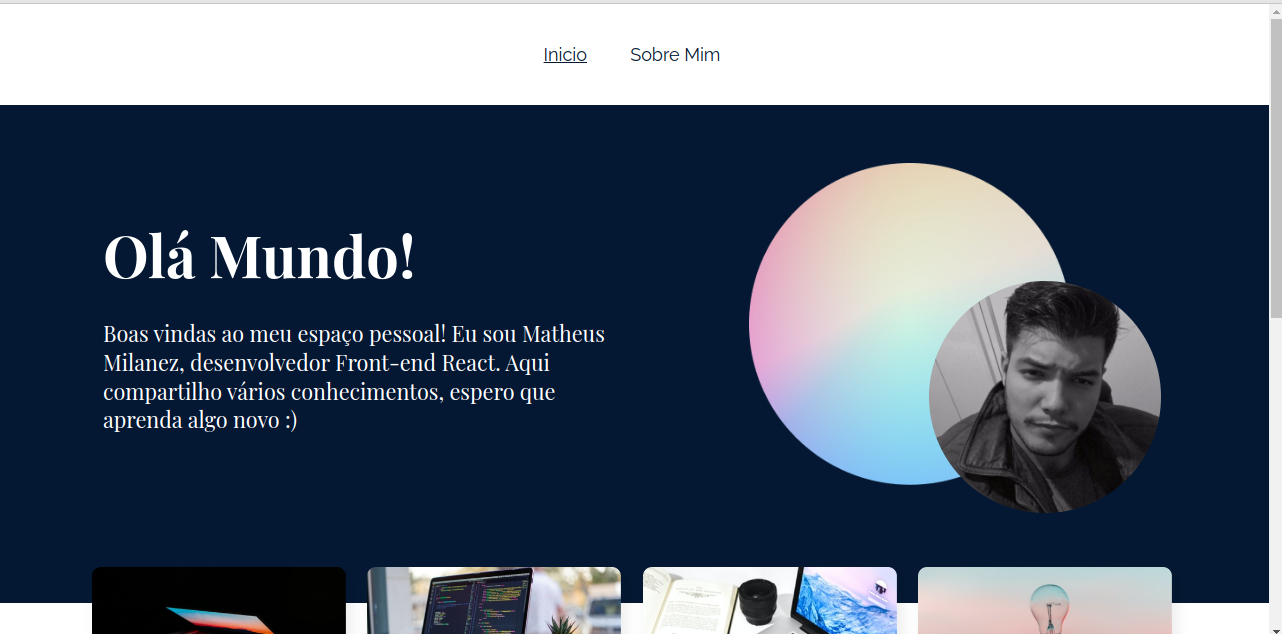 Inicio
Sobre Mim
Olá Mundo!
Boas vindas ao meu espaço pessoal! Eu sou Matheus
Milanez, desenvolvedor Front-end React. Aqui
compartilho vários conhecimentos, espero que
aprenda algo novo :)